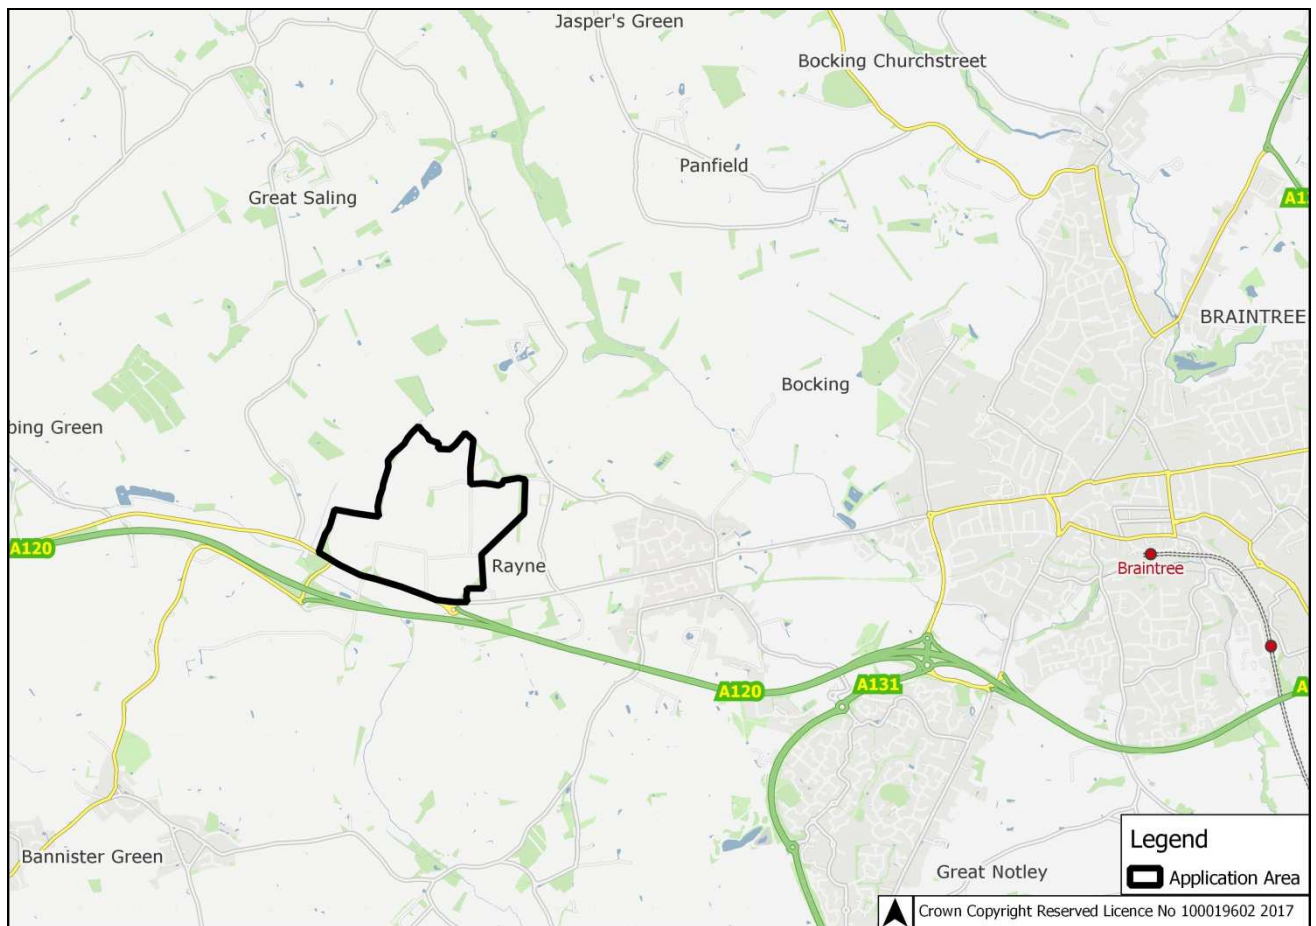 Jasper's Green
Bocking Churchstreet
Panfield
Great Saling
A13
BRAINTREE
Bocking
bing Green
A120
Rayne
Braintree
A120
A131
A
Bannister Green
Great Notley
Legend
Application Area
Crown Copyright Reserved Licence No 100019602 2017